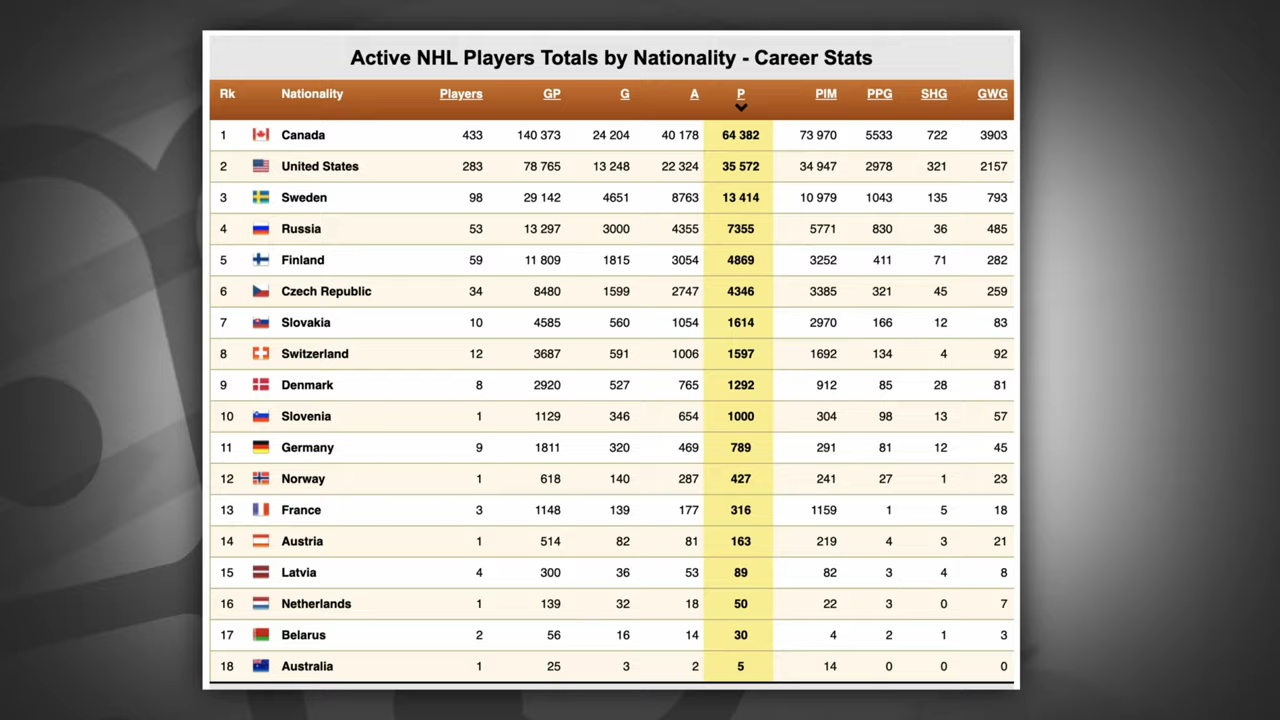 Active NHL Players Totals by Nationality - Career Stats
Rk Nationality Players GP G A P PIM PPG SHG GWG
1 Canada 433 140 373 24 204 40 178 64 382 73 970 5533 722 3903
2 United States 283 78 765 13 248 22 324 35 572 34 947 2978 321 2157
3 Sweden 98 29 142 4651 8763 13 414 10 979 1043 135 793
4 Russia 53 13 297 3000 4355 7355 5771 830 36 485
5 Finland 59 11 809 1815 3054 4869 3252 411 71 282
6 Czech Republic 34 8480 1599 2747 4346 3385 321 45 259
7 Slovakia 10 4585 560 1054 1614 2970 166 12 83
8 Switzerland 12 3687 591 1006 1597 1692 134 4 92
9 Denmark 8 2920 527 765 1292 912 85 28 81
10 Slovenia 1 1129 346 654 1000 304 98 13 57
11 Germany 9 1811 320 469 789 291 81 12 45
12 Norway 1 618 140 287 427 241 27 1 23
13 France 3 1148 139 177 316 1159 1 5 18
14 Austria 1 514 82 81 163 219 4 3 21
15 Latvia 4 300 36 53 89 82 3 4 8
16 Netherlands 1 139 32 18 50 22 3 0 7
17 Belarus 2 56 16 14 30 4 2 1 3
18 Australia 1 25 3 2 5 14 0 0 0